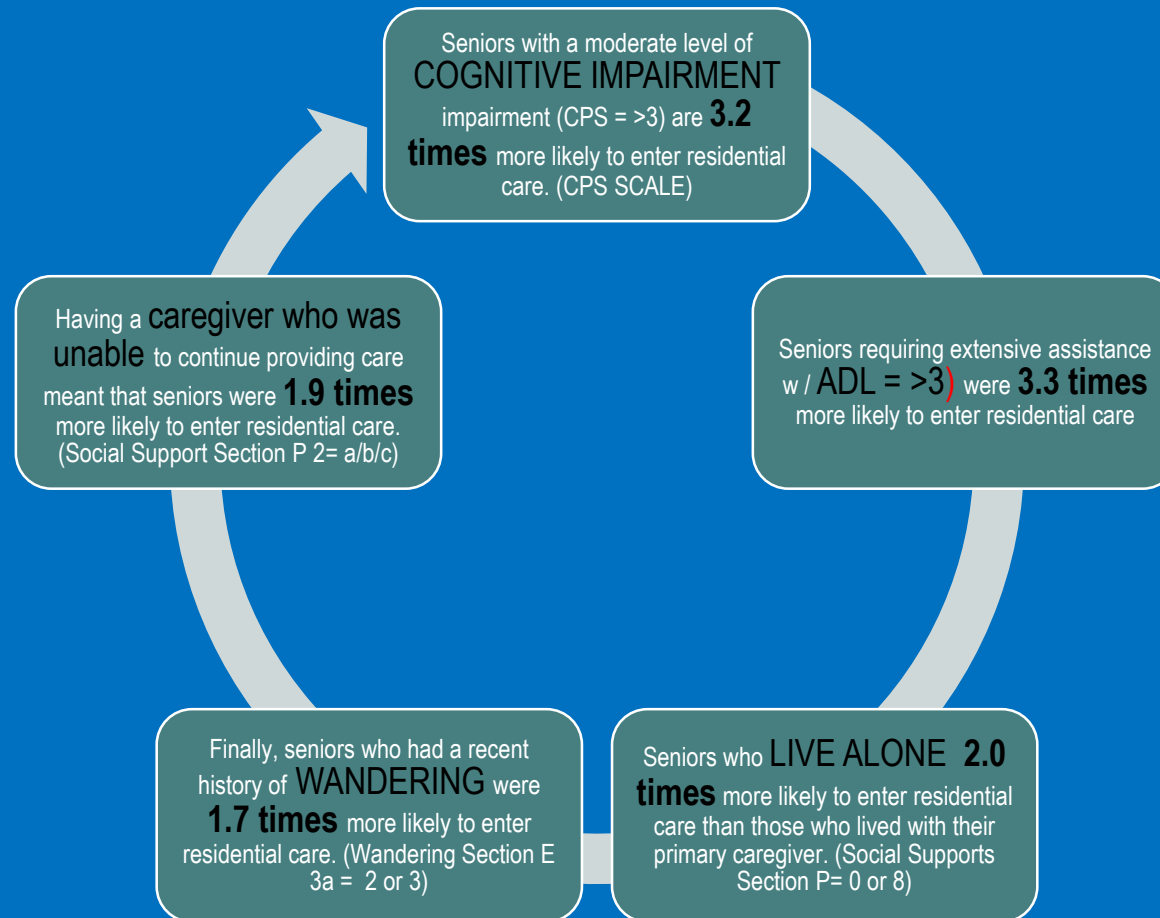 Seniors with a moderate level of
COGNITIVE IMPAIRMENT
impairment (CPS = >3) are 3.2
times more likely to enter residential
care. (CPS SCALE)
Seniors requiring extensive assistance
w / ADL = >3) were 3.3 times
more likely to enter residential care
Seniors who LIVE ALONE 2.0
times more likely to enter residential
care than those who lived with their
primary caregiver. (Social Supports
Section P= 0 or 8)
Finally, seniors who had a recent
history of WANDERING were
1.7 times more likely to enter
residential care. (Wandering Section E
3a = 2 or 3)
Having a caregiver who was
unable to continue providing care
meant that seniors were 1.9 times
more likely to enter residential care.
(Social Support Section P 2= a/b/c)